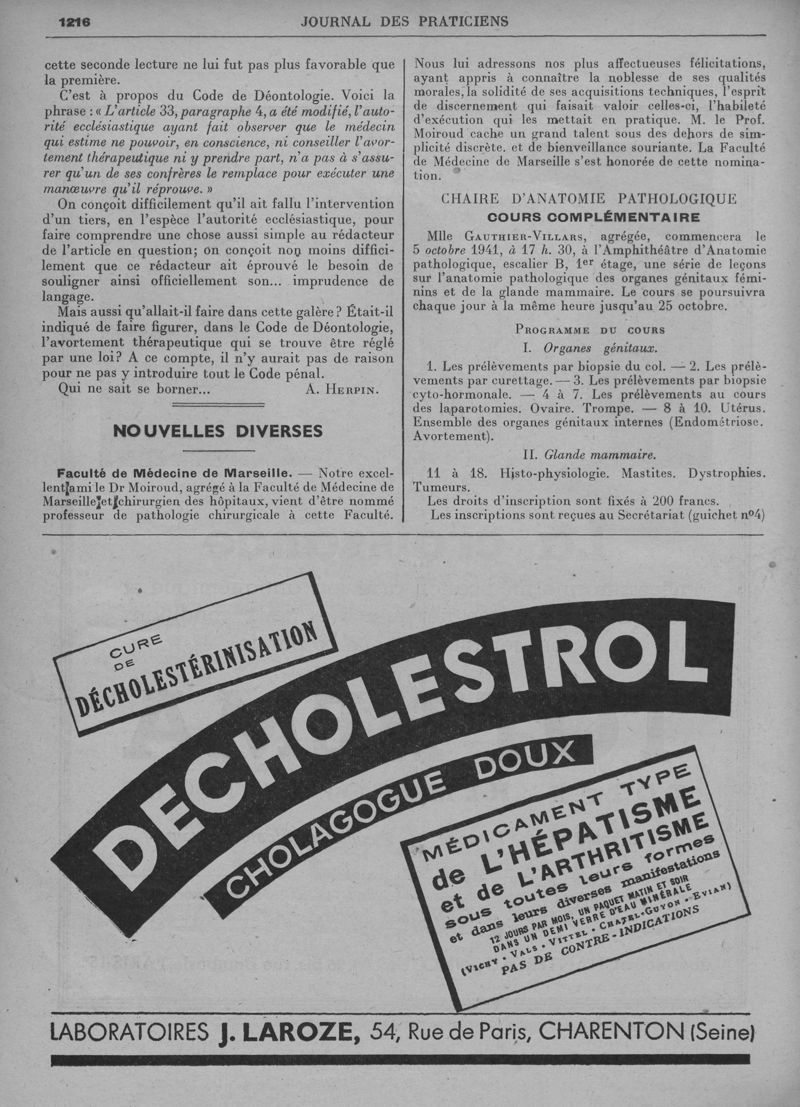 1216
JOURNAL DES PRATICIENS
cette seconde lecture ne lui fut pas plus favorable que
la première.
C'est à propos du Code de Déontologie. Voici la
phrase : « L'article 33, paragraphe 4, a été modifié, l'auto-
rité ecclésiastique ayant fait observer que le médecin
qui estime ne pouvoir, en conscience, ni conseiller l'avor-
tement thérapeutique ni y prendre part, n'a pas à s'assu-
rer qu'un de ses confrères le remplace pour exécuter une
manœuvre qu'il réprouve. »
On conçoit difficilement qu'il ait fallu l'intervention
d'un tiers, en l'espèce l'autorité ecclésiastique, pour
faire comprendre une chose aussi simple au rédacteur
de l'article en question; on conçoit non moins diffici-
lement que ce rédacteur ait éprouvé le besoin de
souligner ainsi officiellement son... imprudence de
langage.
Mais aussi qu'allait-il faire dans cette galère? Était-il
indiqué de faire figurer, dans le Code de Déontologie,
l'avortement thérapeutique qui se trouve être réglé
par une loi? A ce compte, il n'y aurait pas de raison
pour ne pas y introduire tout le Code pénal.
Qui ne sait se borner... A. HERPIN.
NOUVELLES DIVERSES
Faculté de Médecine de Marseille. — Notre excel-
lent ami le Dr Moiroud, agrégé à la Faculté de Médecine de
Marseille et chirurgien des hôpitaux, vient d'être nommé
professeur de pathologie chirurgicale à cette Faculté.
Nous lui adressons nos plus affectueuses félicitations,
ayant appris à connaître la noblesse de ses qualités
morales, la solidité de ses acquisitions techniques, l'esprit
de discernement qui faisait valoir celles-ci, l'habileté
d'exécution qui les mettait en pratique. M. le Prof.
Moiroud cache un grand talent sous des dehors de sim-
plicité discrète. et de bienveillance souriante. La Faculté
de Médecine de Marseille s'est honorée de cette nomina-
tion.
CHAIRE D'ANATOMIE PATHOLOGIQUE
COURS COMPLÉMENTAIRE
Mlle GAUTHIER-VILLARS, agrégée, commencera le
5 octobre 1941, à 17 h. 30, à l'Amphithéâtre d'Anatomie
pathologique, escalier B, 1er étage, une série de leçons
sur l'anatomie pathologique des organes génitaux fémi-
nins et de la glande mammaire. Le cours se poursuivra
chaque jour à la même heure jusqu'au 25 octobre.
PROGRAMME DU COURS
I. Organes génitaux.
1. Les prélèvements par biopsie du col. — 2. Les prélè-
vements par curettage. — 3. Les prélèvements par biopsie
cyto-hormonale. — 4 à 7. Les prélèvements au cours
des laparotomies. Ovaire. Trompe. — 8 à 10. Utérus.
Ensemble des organes génitaux internes (Endométriose.
Avortement).
II. Glande mammaire.
11 à 18. Histo-physiologie. Mastites. Dystrophies.
Tumeurs.
Les droits d'inscription sont fixés à 200 francs.
Les inscriptions sont reçues au Secrétariat (guichet nº4)
CURE
DE
DÉCHOLESTÉRINISATION
DECHOLESTROL
CHOLAGOGUE DOUX
MÉDICAMENT TYPE
de L'HÉPATISME
et de L'ARTHRITISME
sous toutes leurs formes
et dans leurs diverses manifestations
12 JOURS PAR MOIS, UN PAQUET MATIN ET SOIR
DANS UN DEMI VERRE D'EAU MINÉRALE
(VICHY - VALS - VITTEL - CHATEL-GUYON - EVIAN)
PAS DE CONTRE-INDICATIONS
LABORATOIRES J. LAROZE, 54, Rue de Paris, CHARENTON (Seine)